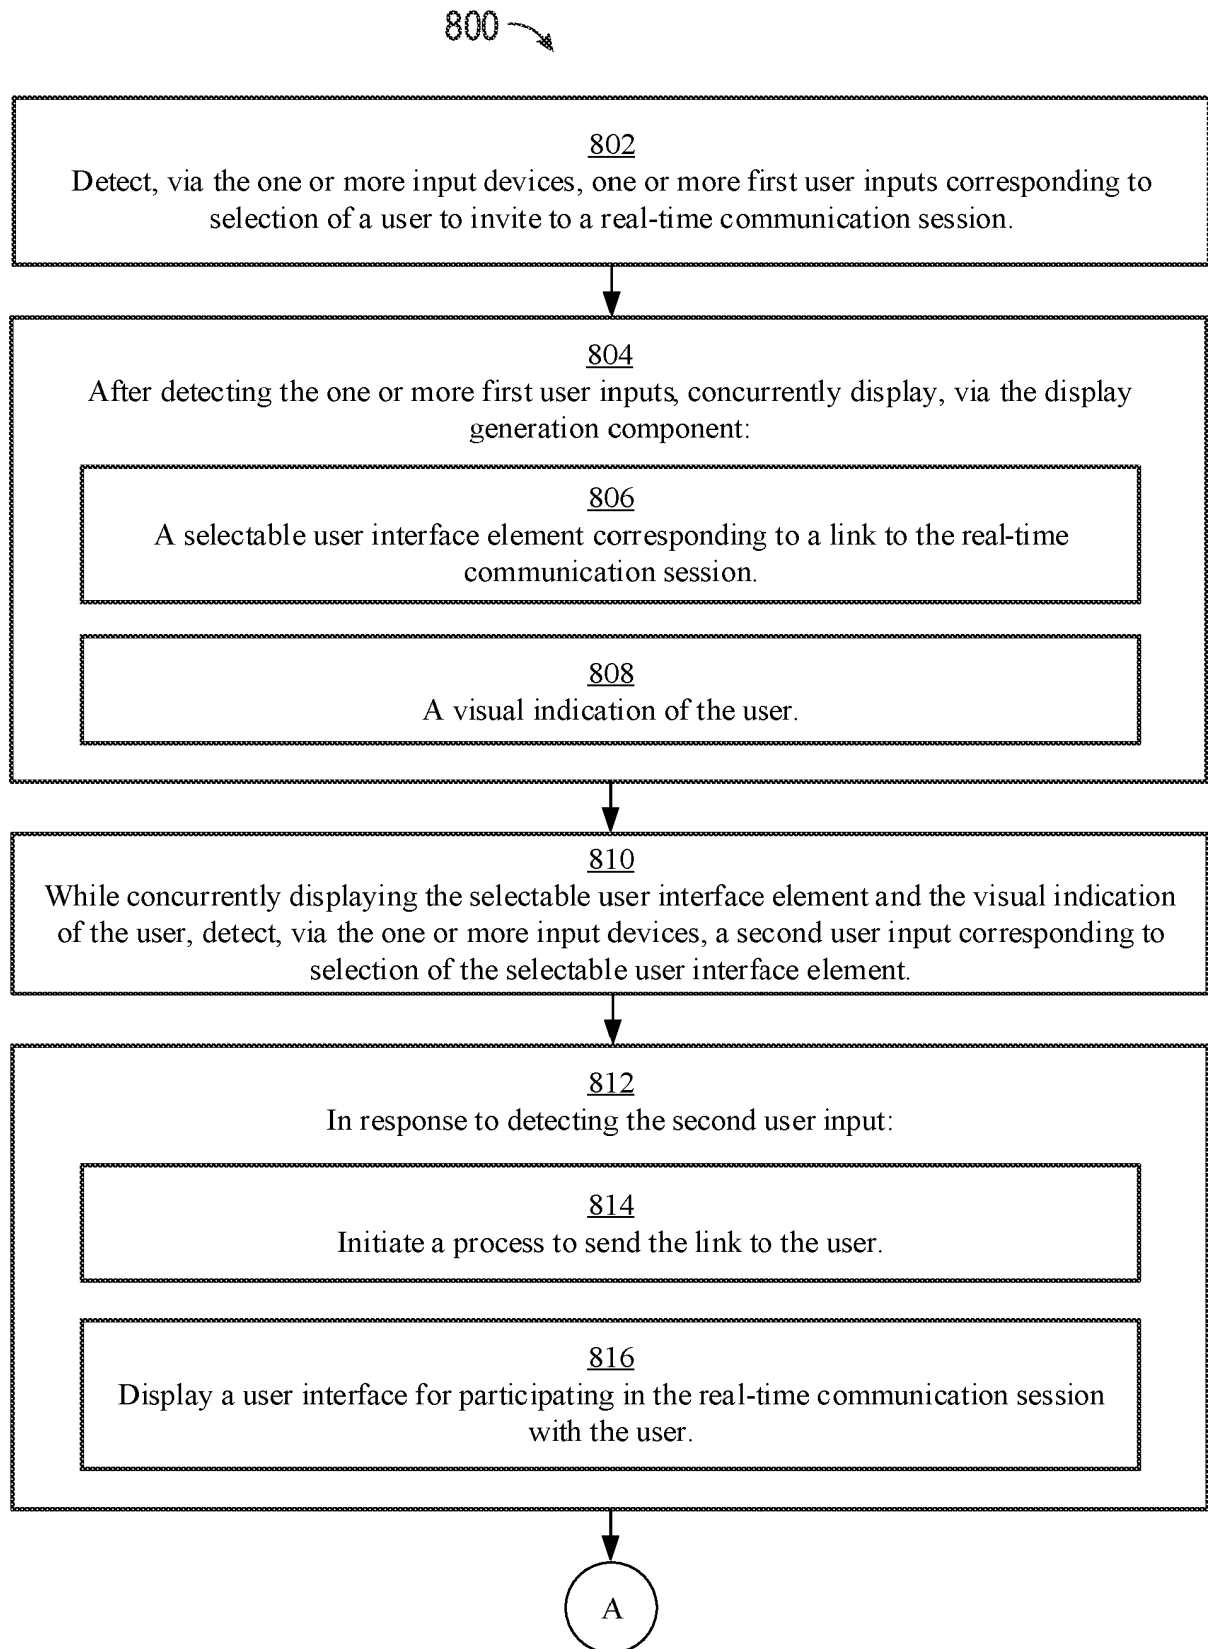 800
802
Detect, via the one or more input devices, one or more first user inputs corresponding to
selection of a user to invite to a real-time communication session.
804
After detecting the one or more first user inputs, concurrently display, via the display
generation component:
806
A selectable user interface element corresponding to a link to the real-time
communication session.
808
A visual indication of the user.
810
While concurrently displaying the selectable user interface element and the visual indication
of the user, detect, via the one or more input devices, a second user input corresponding to
selection of the selectable user interface element.
812
In response to detecting the second user input:
814
Initiate a process to send the link to the user.
816
Display a user interface for participating in the real-time communication session
with the user.
A